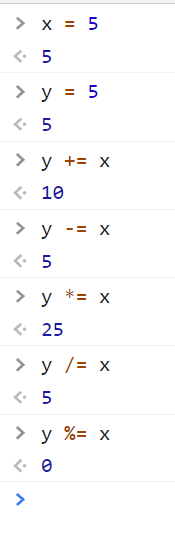 x = 5
5
y = 5
5
y += x
10
y -= x
5
y *= x
25
y /= x
5
y %= x
0